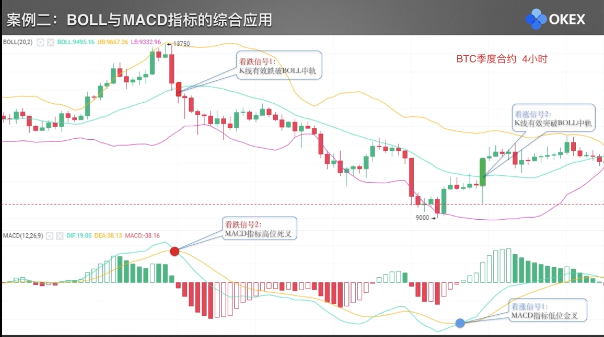 案例二：BOLL与MACD指标的综合应用
OKEX
BOLL(20,2) BOLL:9495.16 UB:9657.36 LB:9332.96
13750
BTC季度合约 4小时
看跌信号1：
K线有效跌破BOLL中轨
看涨信号2：
K线有效突破BOLL中轨
9000
看跌信号2：
MACD指标高位死叉
MACD(12,26,9) DIF:19.05 DEA:38.13 MACD:-38.16
看涨信号1：
MACD指标低位金叉